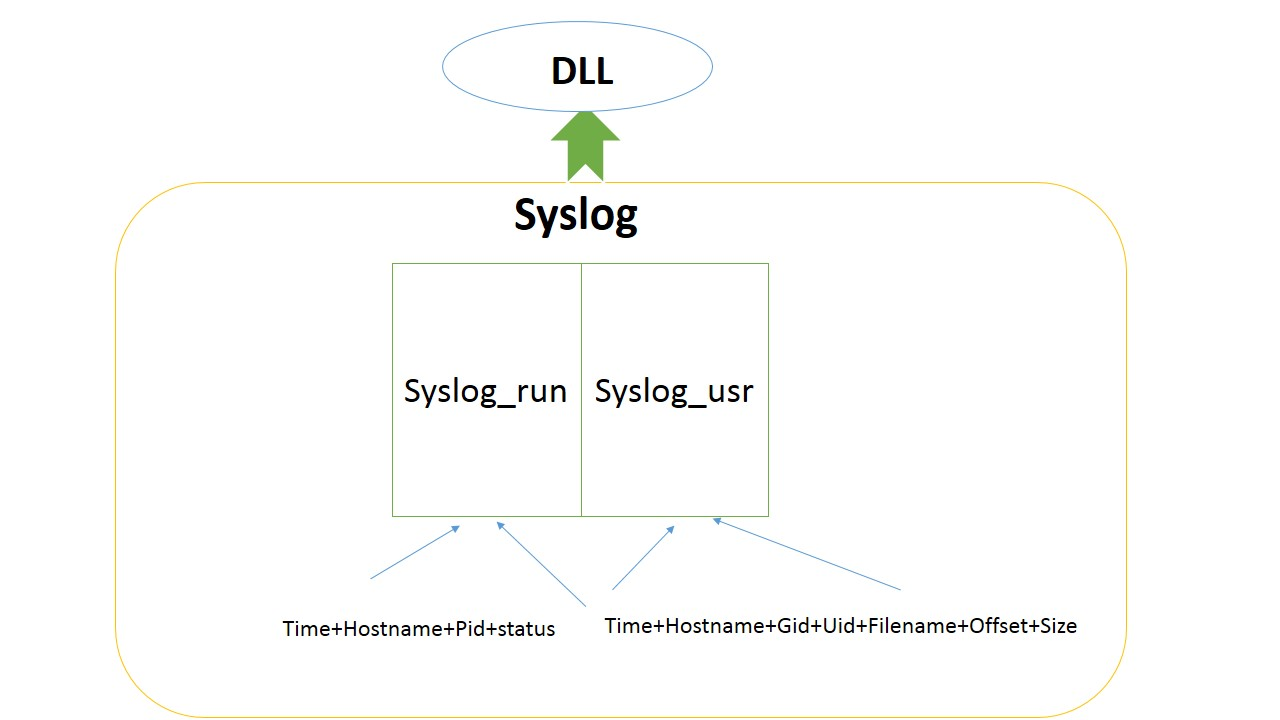 DLL
Syslog
Syslog_run
Syslog_usr
Time+Hostname+Pid+status
Time+Hostname+Gid+Uid+Filename+Offset+Size